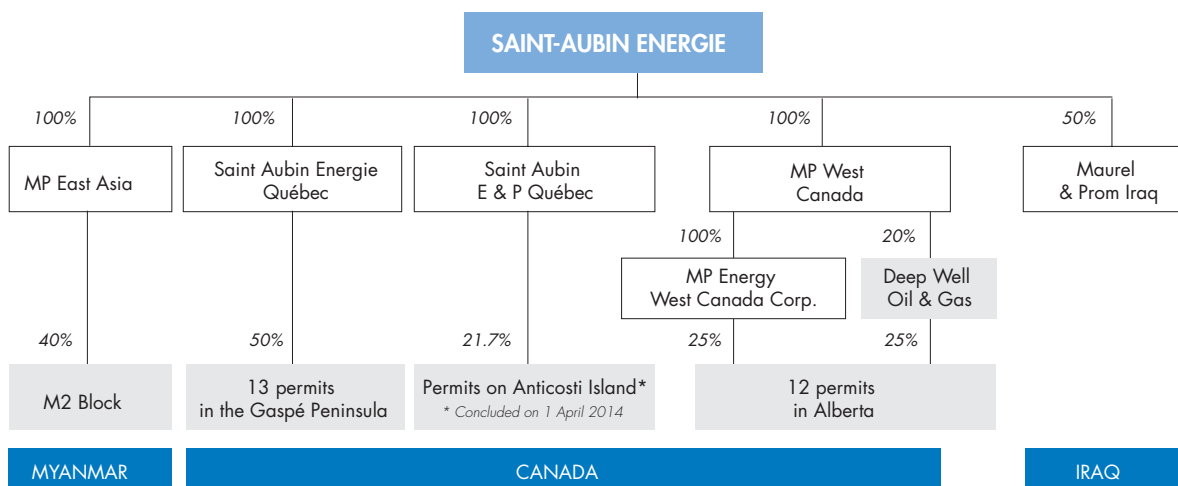 SAINT-AUBIN ENERGIE
100%
100%
100%
100%
50%
MP East Asia
Saint Aubin Energie
Québec
Saint Aubin
E & P Québec
MP West
Canada
Maurel
& Prom Iraq
100%
20%
MP Energy
West Canada Corp.
Deep Well
Oil & Gas
40%
50%
21.7%
25%
25%
M2 Block
13 permits
in the Gaspé Peninsula
Permits on Anticosti Island*
* Concluded on 1 April 2014
12 permits
in Alberta
MYANMAR
CANADA
IRAQ